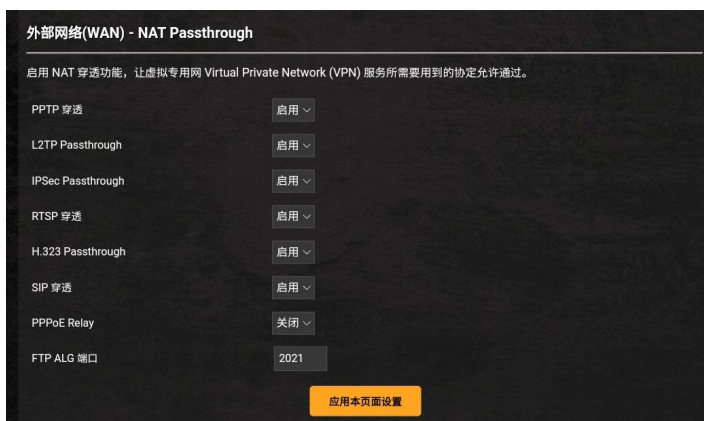 外部网络(WAN) - NAT Passthrough
启用 NAT 穿透功能，让虚拟专用网 Virtual Private Network (VPN) 服务所需要用到的协定允许通过。
PPTP 穿透 启用
L2TP Passthrough 启用
IPSec Passthrough 启用
RTSP 穿透 启用
H.323 Passthrough 启用
SIP 穿透 启用
PPPoE Relay 关闭
FTP ALG 端口 2021
应用本页面设置